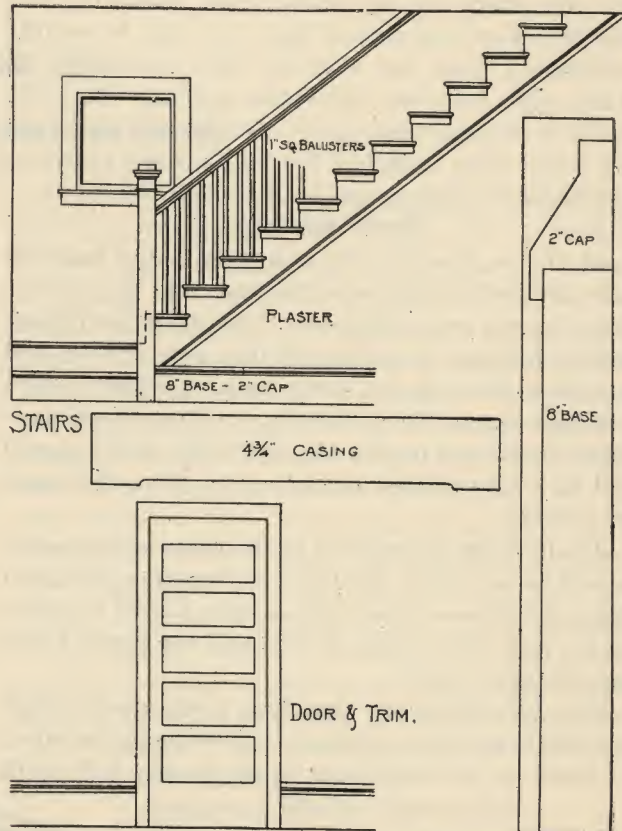 1" SQ. BALUSTERS
2" CAP
PLASTER
8" BASE - 2" CAP
STAIRS
4¾" CASING
8" BASE
DOOR & TRIM.